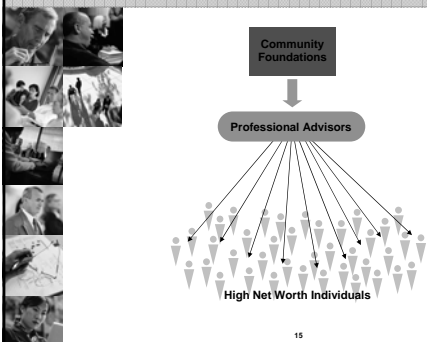 Community
Foundations
Professional Advisors
High Net Worth Individuals
15